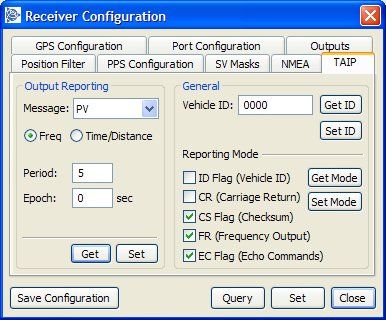 Receiver Configuration
GPS Configuration Port Configuration Outputs
Position Filter PPS Configuration SV Masks NMEA TAIP
Output Reporting
Message: PV
Freq Time/Distance
Period: 5
Epoch: 0 sec
Get Set
General
Vehicle ID: 0000 Get ID
Set ID
Reporting Mode
ID Flag (Vehicle ID) Get Mode
CR (Carriage Return) Set Mode
CS Flag (Checksum)
FR (Frequency Output)
EC Flag (Echo Commands)
Save Configuration Query Set Close